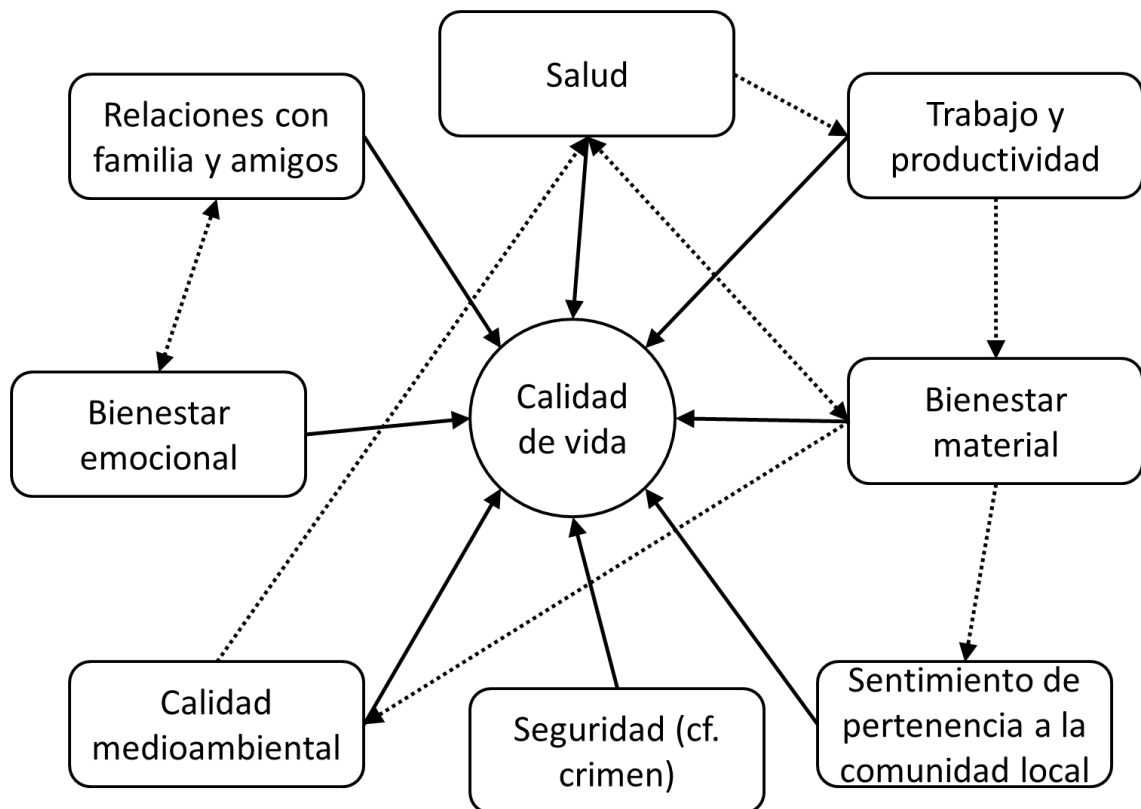 Salud
Relaciones con
familia y amigos
Trabajo y
productividad
Bienestar
emocional
Calidad
de vida
Bienestar
material
Calidad
medioambiental
Seguridad (cf.
crimen)
Sentimiento de
pertenencia a la
comunidad local